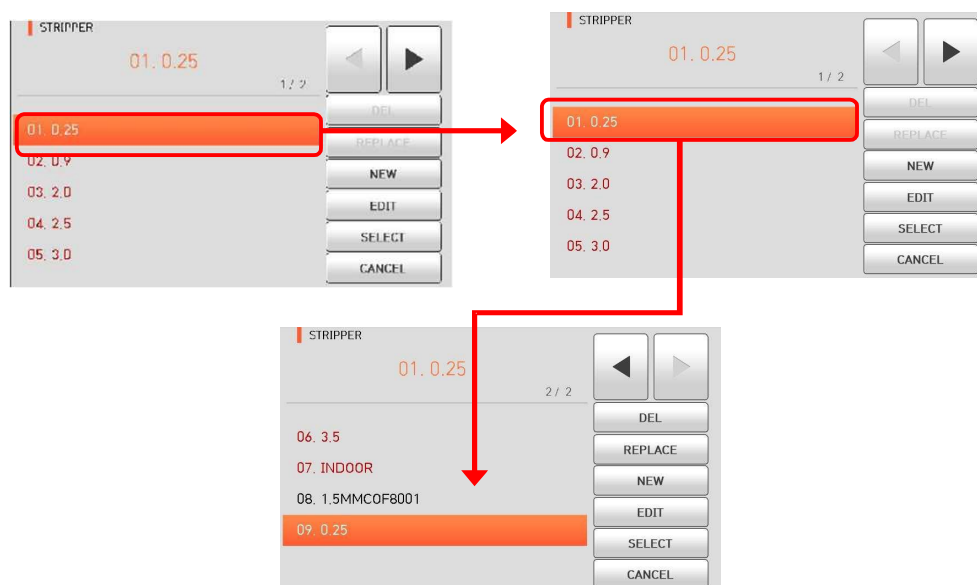 STRIPPER
01. 0.25
1 / 2
01. 0.25
02. 0.9
03. 2.0
04. 2.5
05. 3.0
DEL
REPLACE
NEW
EDIT
SELECT
CANCEL
STRIPPER
01. 0.25
1 / 2
01. 0.25
02. 0.9
03. 2.0
04. 2.5
05. 3.0
DEL
REPLACE
NEW
EDIT
SELECT
CANCEL
STRIPPER
01. 0.25
2 / 2
06. 3.5
07. INDOOR
08. 1.5MMCOF8001
09. 0.25
DEL
REPLACE
NEW
EDIT
SELECT
CANCEL